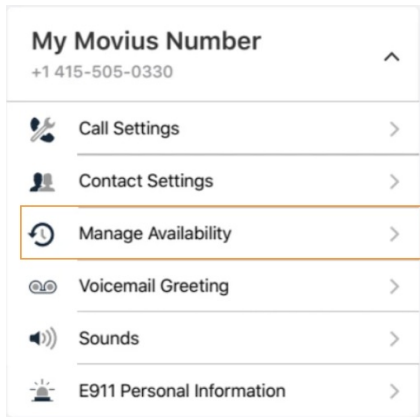 My Movius Number
+1 415-505-0330
Call Settings
Contact Settings
Manage Availability
Voicemail Greeting
Sounds
E911 Personal Information